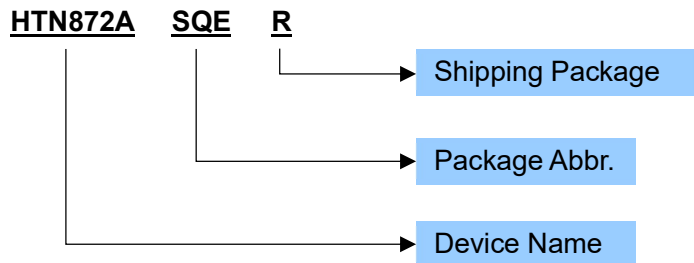 HTN872A SQE R
Shipping Package
Package Abbr.
Device Name